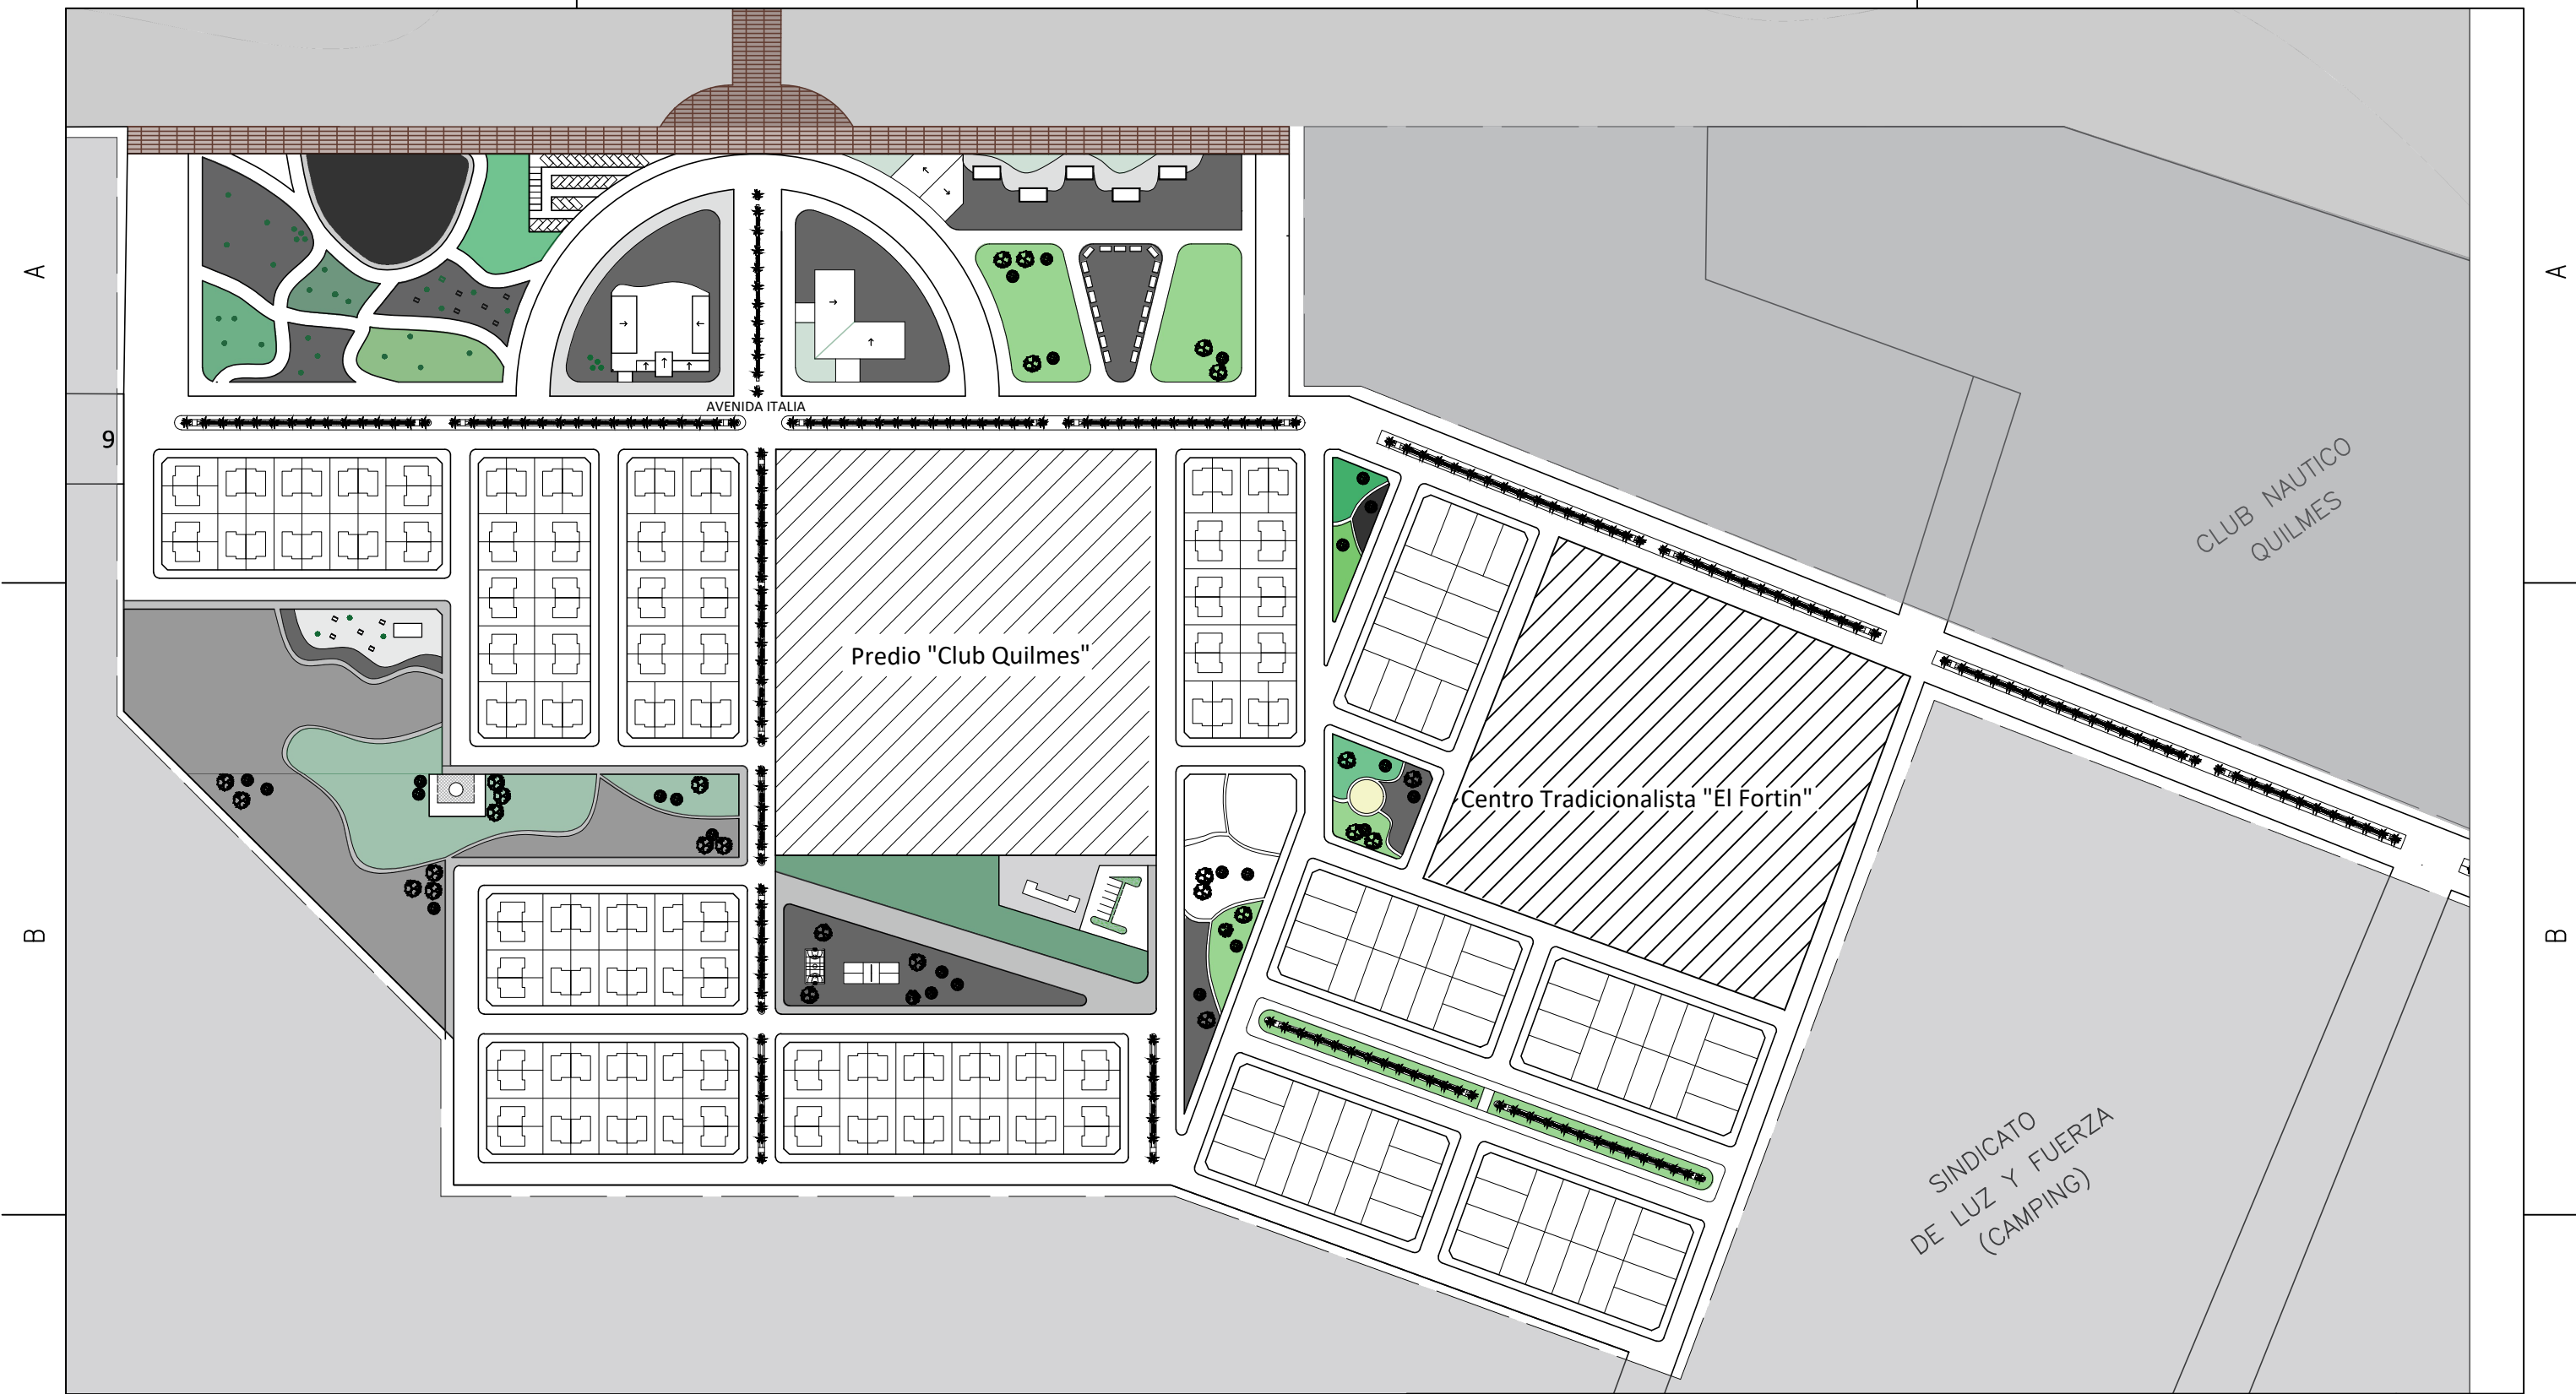 A
A
AVENIDA ITALIA
9
CLUB NAUTICO
QUILMES
Predio "Club Quilmes"
Centro Tradicionalista "El Fortin"
B
B
SINDICATO
DE LUZ Y FUERZA
(CAMPING)